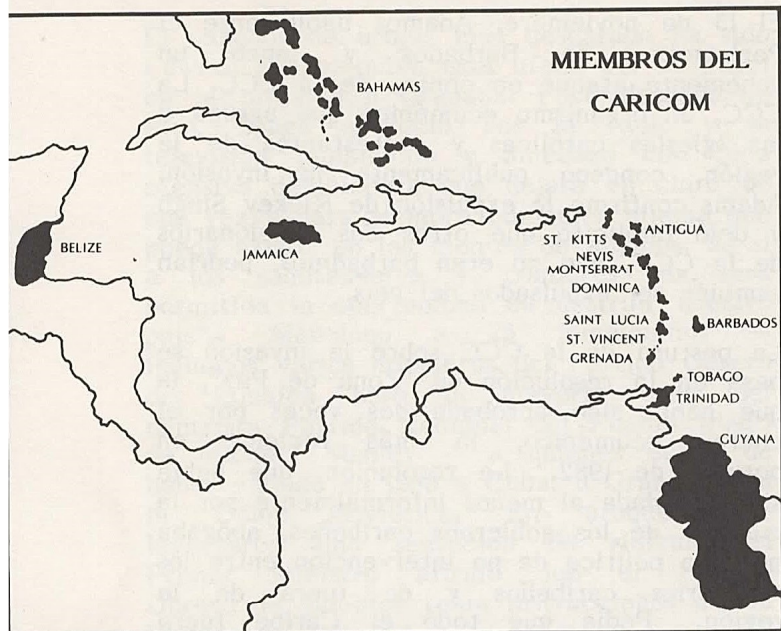 MIEMBROS DEL
CARICOM
BAHAMAS
BELIZE
JAMAICA
ANTIGUA
ST. KITTS
NEVIS
MONTSERRAT
DOMINICA
SAINT LUCIA
BARBADOS
ST. VINCENT
GRENADA
TOBAGO
TRINIDAD
GUYANA